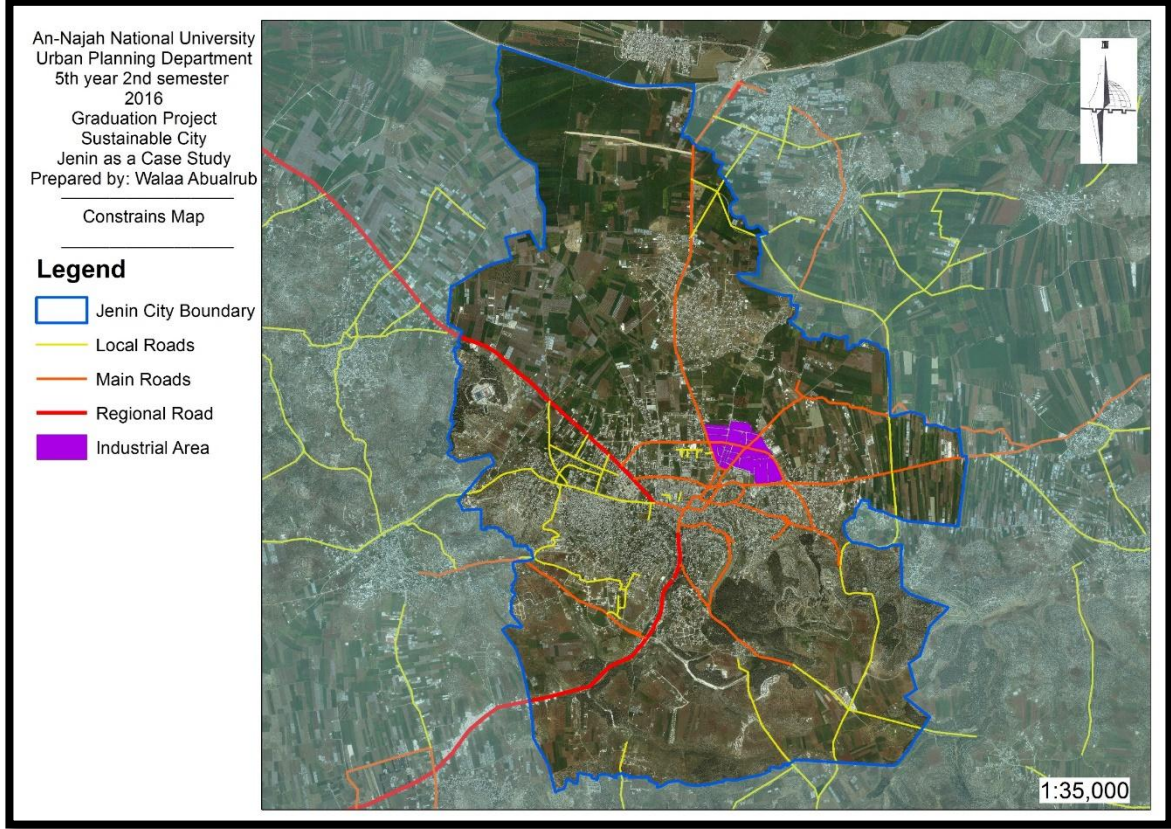 An-Najah National University
Urban Planning Department
5th year 2nd semester
2016
Graduation Project
Sustainable City
Jenin as a Case Study
Prepared by: Walaa Abualrub
Constrains Map
Legend
Jenin City Boundary
Local Roads
Main Roads
Regional Road
Industrial Area
1:35,000